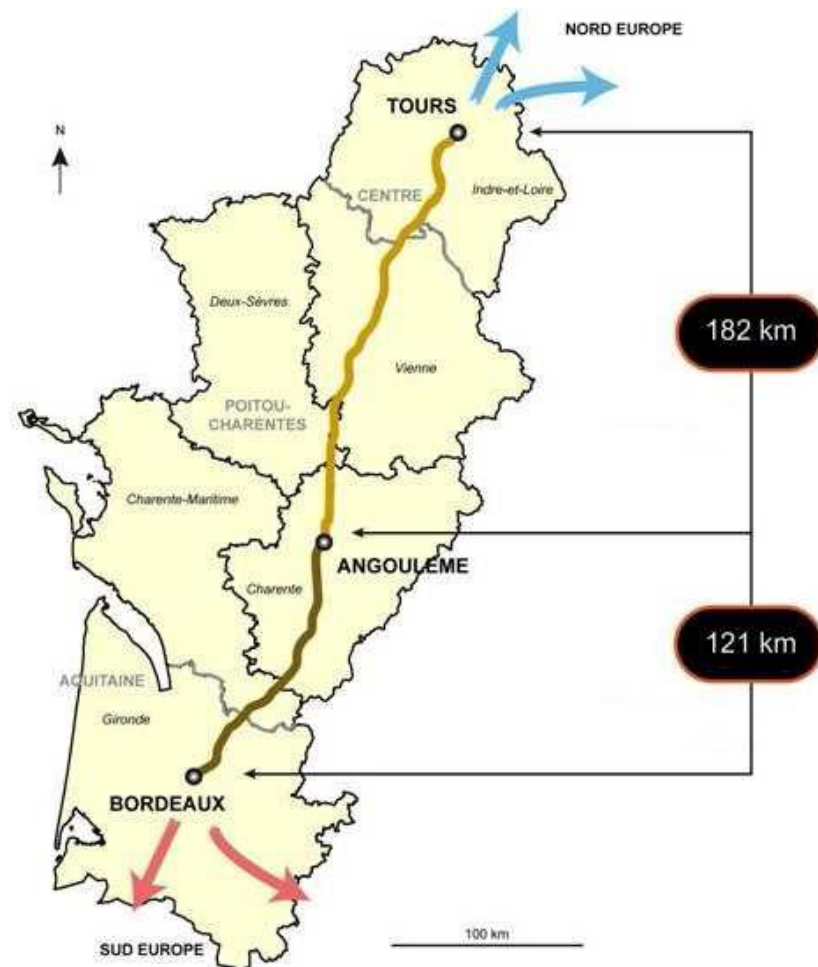 NORD EUROPE
TOURS
N
CENTRE
Indre-et-Loire
Deux-Sèvres
182 km
Vienne
POITOU-
CHARENTES
Charente-Maritime
ANGOULEME
Charente
121 km
AQUITAINE
Gironde
BORDEAUX
SUD EUROPE
100 km